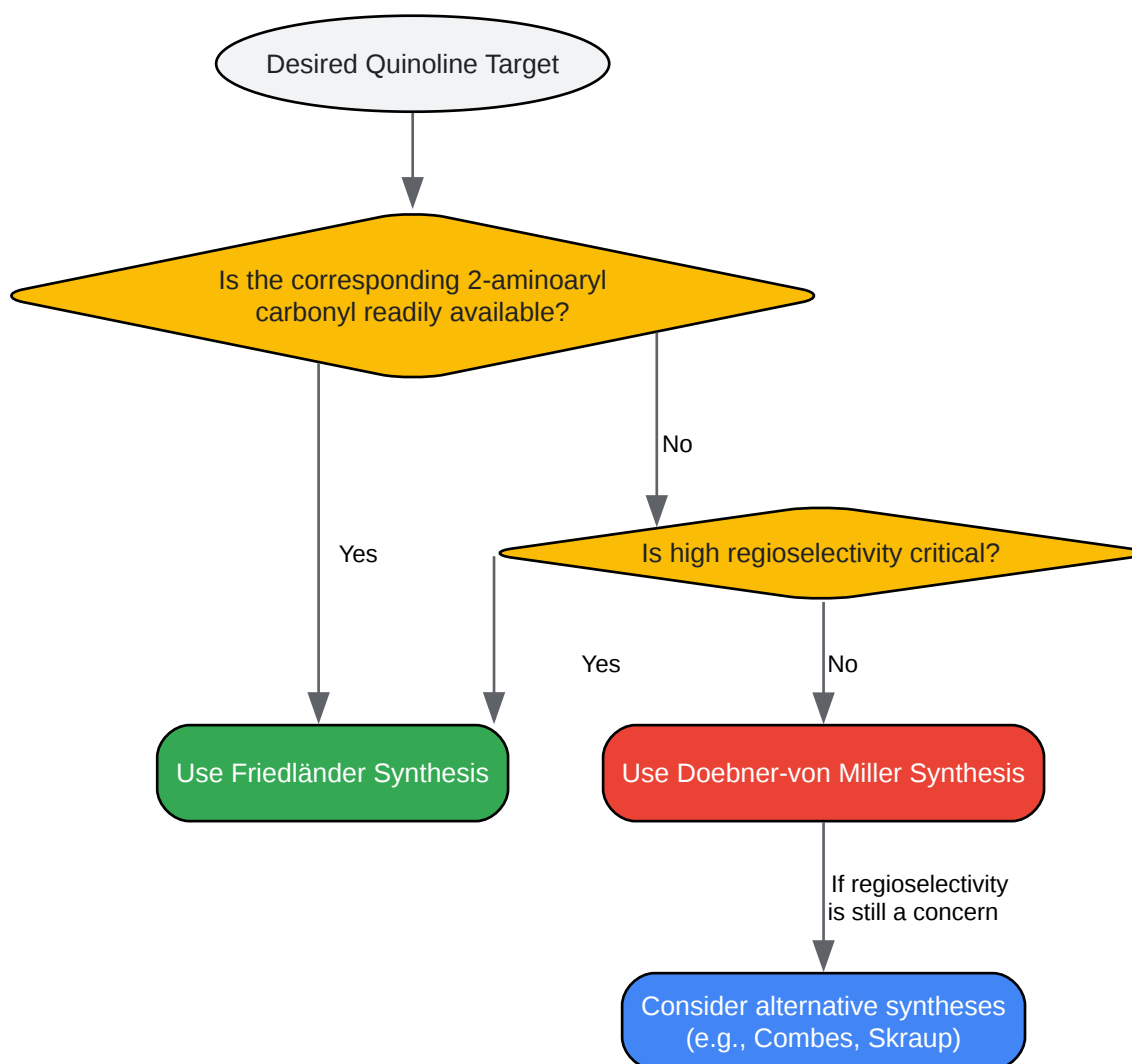 Desired Quinoline Target
Is the corresponding 2-aminoaryl
carbonyl readily available?
No
Yes
Is high regioselectivity critical?
Yes
No
Use Friedländer Synthesis
Use Doebner-von Miller Synthesis
If regioselectivity
is still a concern
Consider alternative syntheses
(e.g., Combes, Skraup)